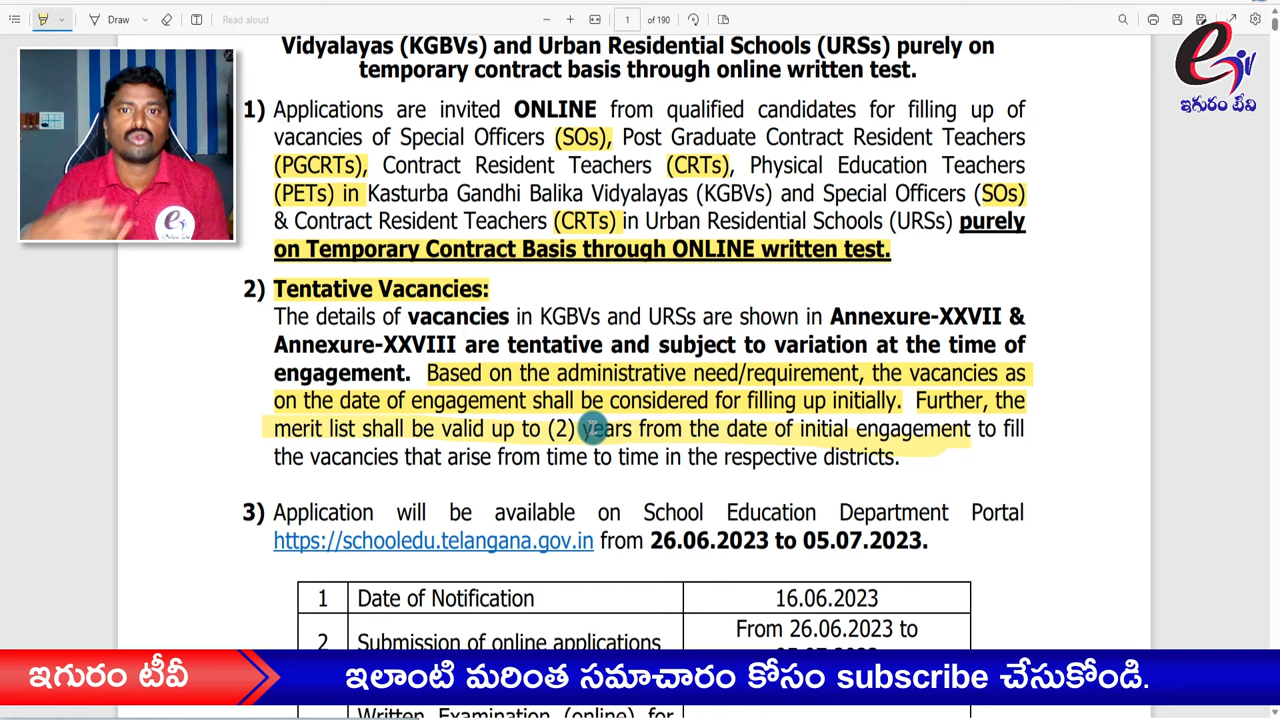 Draw
Read aloud
1 of 190
Vidyalayas (KGBVs) and Urban Residential Schools (URSs) purely on
temporary contract basis through online written test.
1) Applications are invited ONLINE from qualified candidates for filling up of
vacancies of Special Officers (SOs), Post Graduate Contract Resident Teachers
(PGCRTs), Contract Resident Teachers (CRTs), Physical Education Teachers
(PETs) in Kasturba Gandhi Balika Vidyalayas (KGBVs) and Special Officers (SOs)
& Contract Resident Teachers (CRTs) in Urban Residential Schools (URSs) purely
on Temporary Contract Basis through ONLINE written test.
2) Tentative Vacancies:
The details of vacancies in KGBVs and URSs are shown in Annexure-XXVII &
Annexure-XXVIII are tentative and subject to variation at the time of
engagement. Based on the administrative need/requirement, the vacancies as
on the date of engagement shall be considered for filling up initially. Further, the
merit list shall be valid up to (2) years from the date of initial engagement to fill
the vacancies that arise from time to time in the respective districts.
3) Application will be available on School Education Department Portal
https://schooledu.telangana.gov.in from 26.06.2023 to 05.07.2023.
1 Date of Notification 16.06.2023
2 Submission of online applications From 26.06.2023 to
Written Examination (online) for
ఇగురం టీవీ
ఇగురం టీవీ
ఇలాంటి మరింత సమాచారం కోసం subscribe చేసుకోండి.